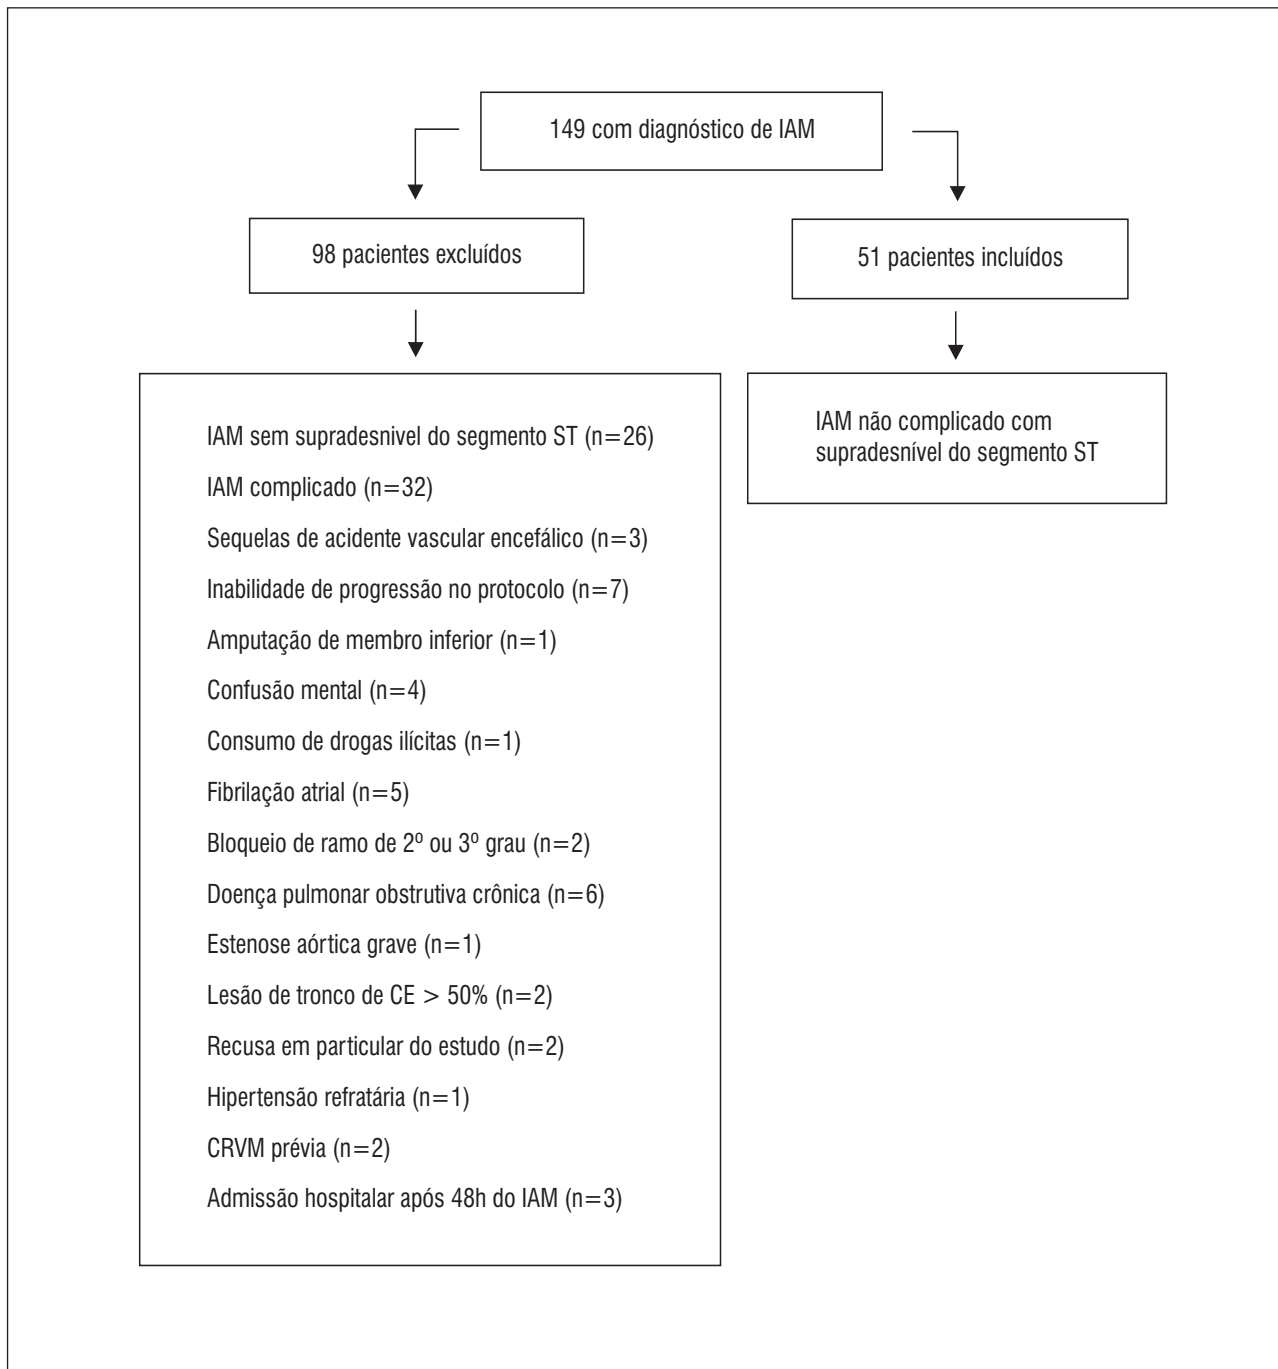 149 com diagnóstico de IAM
98 pacientes excluídos
51 pacientes incluídos
IAM sem supradesnivel do segmento ST (n=26)
IAM complicado (n=32)
Sequelas de acidente vascular encefálico (n=3)
Inabilidade de progressão no protocolo (n=7)
Amputação de membro inferior (n=1)
Confusão mental (n=4)
Consumo de drogas ilícitas (n=1)
Fibrilação atrial (n=5)
Bloqueio de ramo de 2º ou 3º grau (n=2)
Doença pulmonar obstrutiva crônica (n=6)
Estenose aórtica grave (n=1)
Lesão de tronco de CE > 50% (n=2)
Recusa em particular do estudo (n=2)
Hipertensão refratária (n=1)
CRVM prévia (n=2)
Admissão hospitalar após 48h do IAM (n=3)
IAM não complicado com
supradesnível do segmento ST